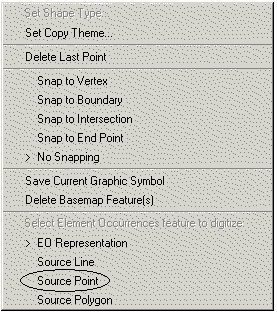 Set Shape Type:
Set Copy Theme...
Delete Last Point
Snap to Vertex
Snap to Boundary
Snap to Intersection
Snap to End Point
> No Snapping
Save Current Graphic Symbol
Delete Basemap Feature(s)
Select Element Occurrences feature to digitize:
> EO Representation
Source Line
Source Point
Source Polygon